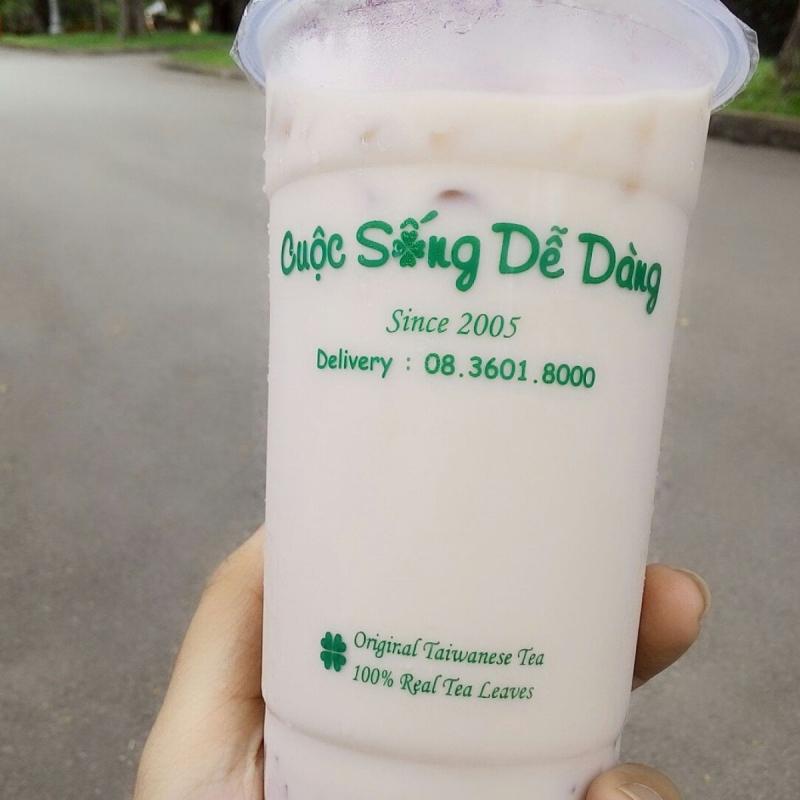 Cuộc Sống Dễ Dàng
Since 2005
Delivery : 08.3601.8000
Original Taiwanese Tea
100% Real Tea Leaves